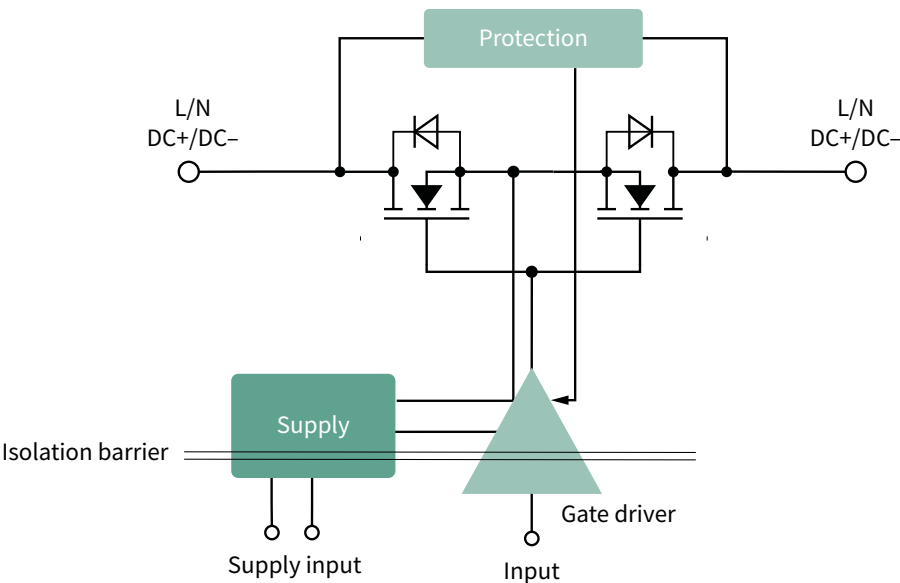 Protection
L/N
DC+/DC–
L/N
DC+/DC–
Supply
Isolation barrier
Gate driver
Supply input
Input